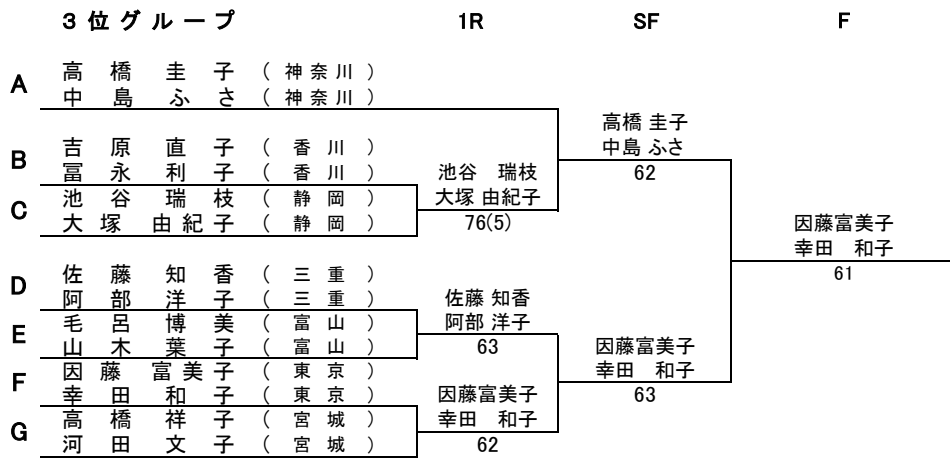 ３位グループ 1R SF F
A 高橋圭子（神奈川）
中島ふさ（神奈川）
高橋 圭子
中島 ふさ
62
B 吉原直子（香川）
冨永利子（香川）
池谷　瑞枝
大塚 由紀子
76(5)
C 池谷瑞枝（静岡）
大塚由紀子（静岡）
因藤富美子
幸田　和子
61
D 佐藤知香（三重）
阿部洋子（三重）
佐藤 知香
阿部 洋子
63
E 毛呂博美（富山）
山木葉子（富山）
因藤富美子
幸田　和子
63
F 因藤富美子（東京）
幸田和子（東京）
因藤富美子
幸田　和子
62
G 高橋祥子（宮城）
河田文子（宮城）